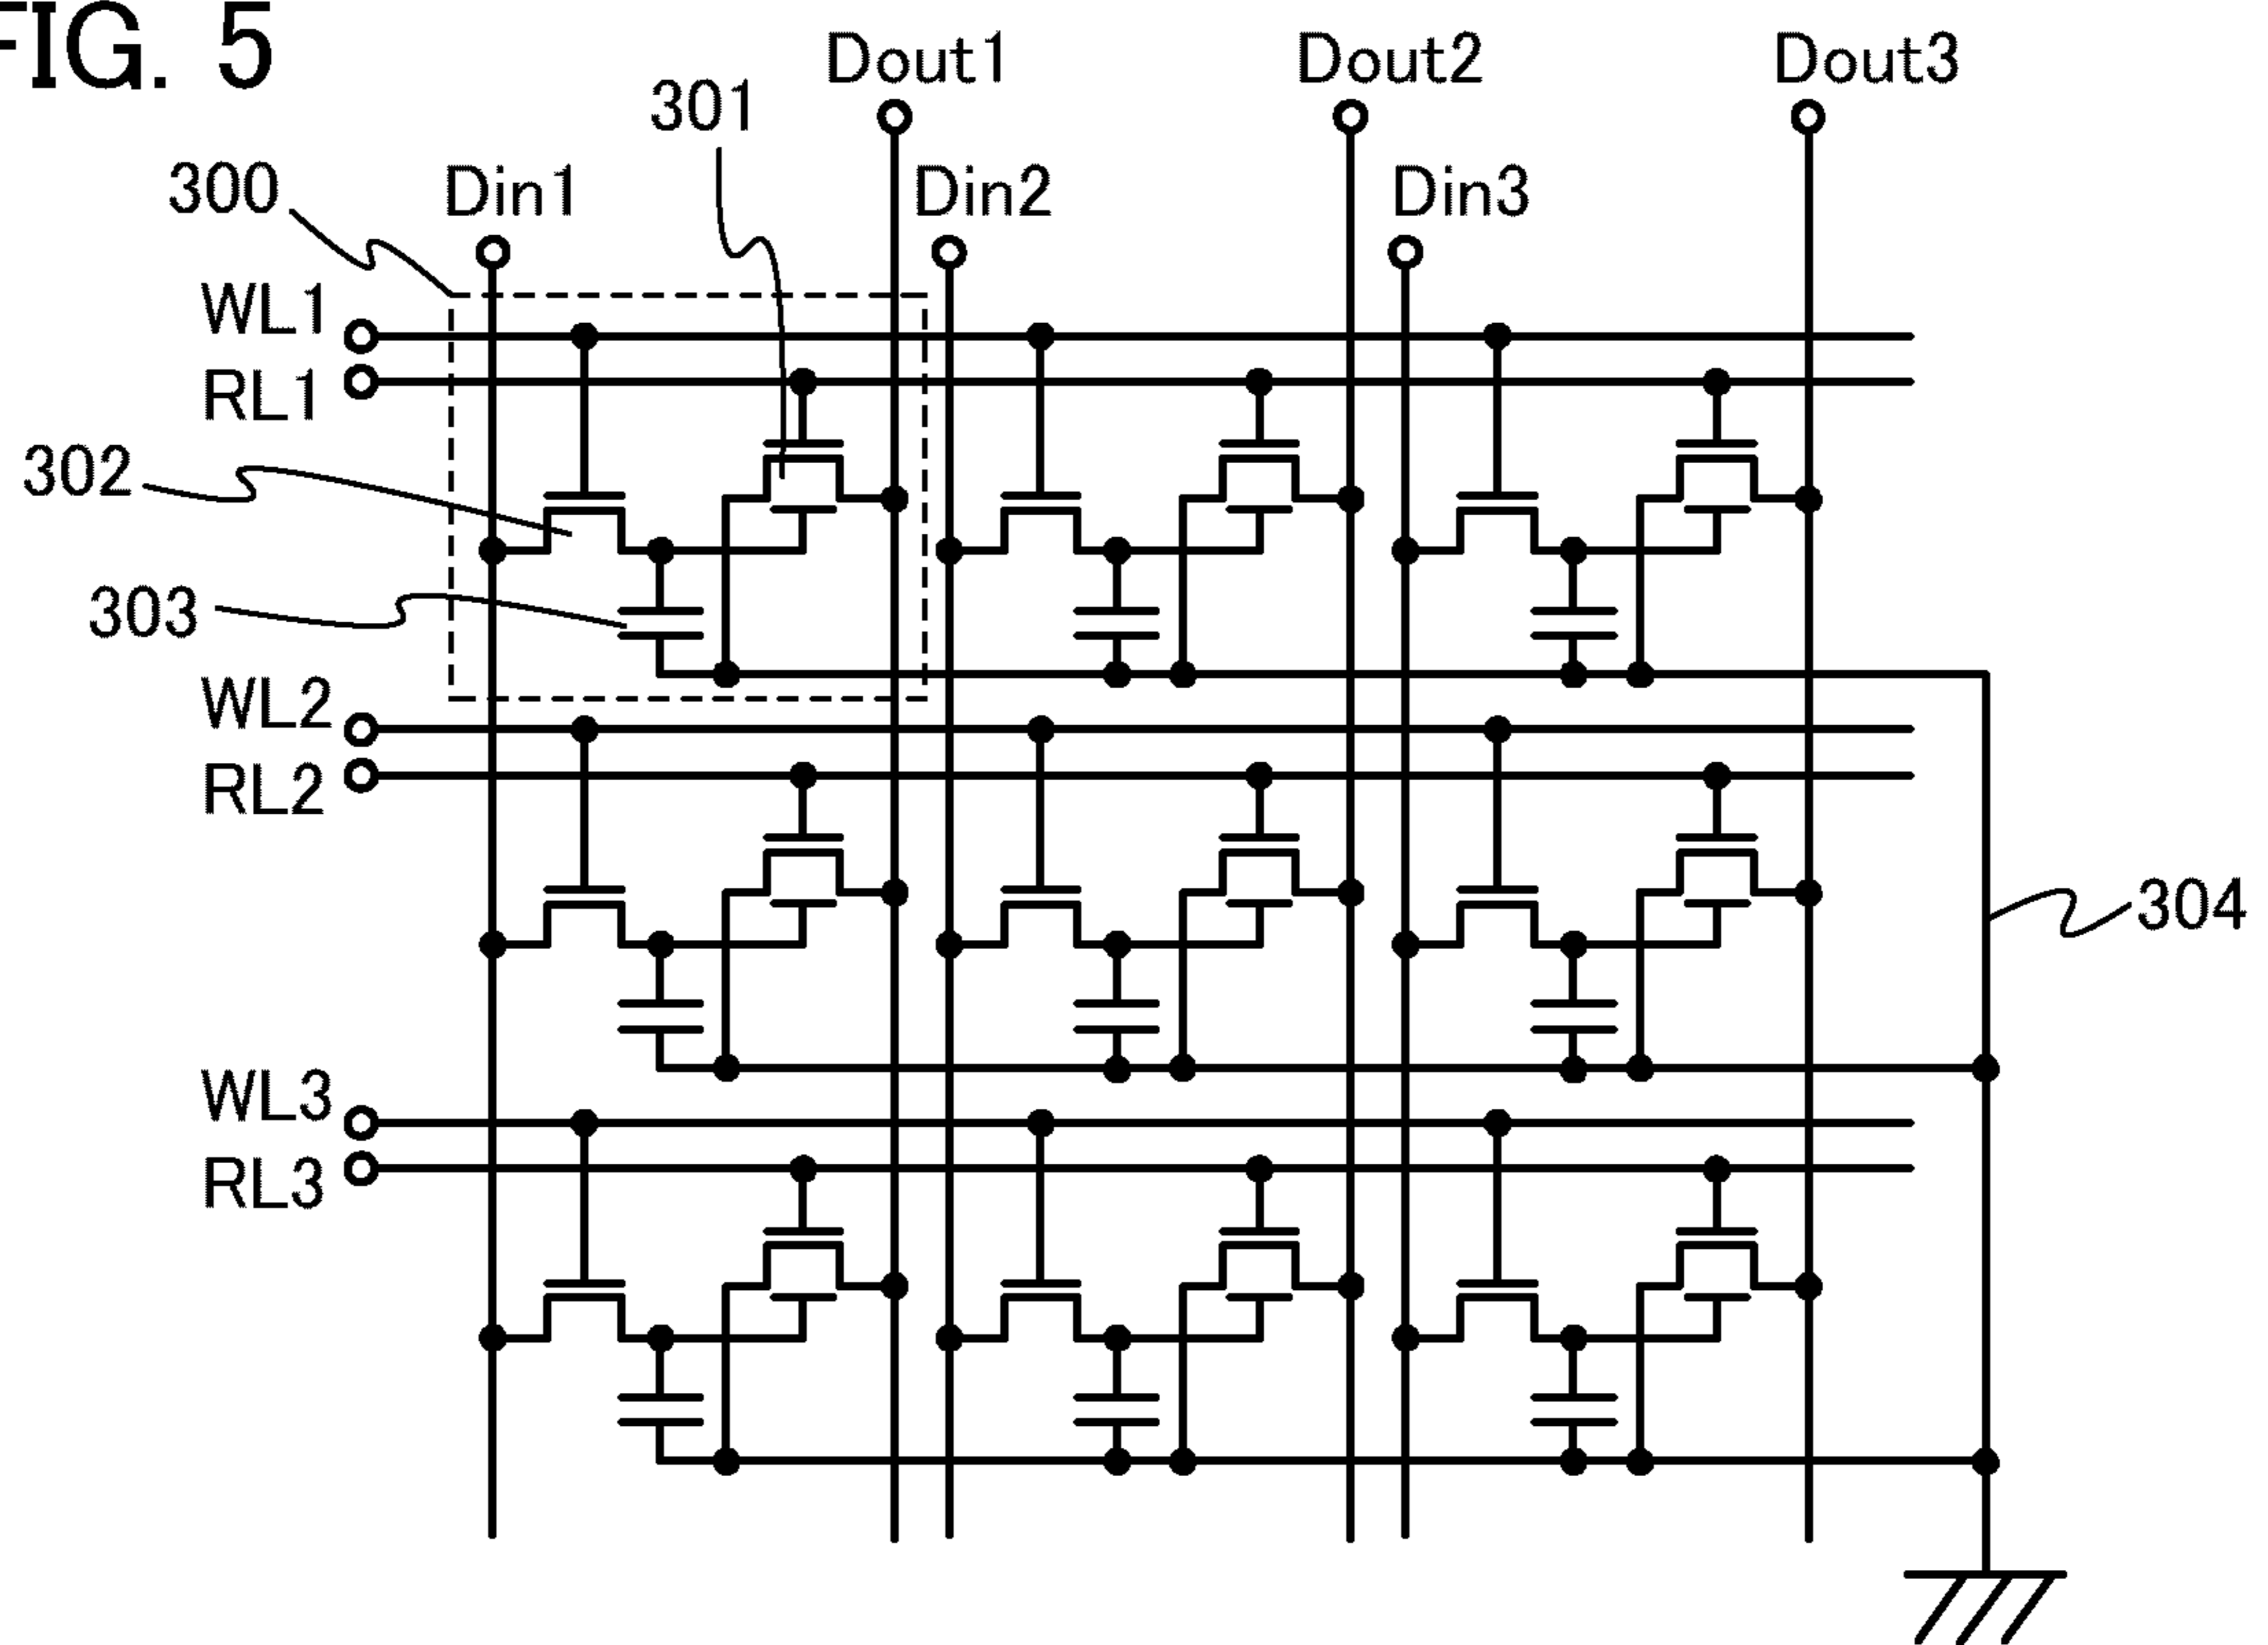 FIG. 5
Dout1 Dout2 Dout3
301
300 Din1 Din2 Din3
WL1
RL1
302
303
WL2
RL2
304
WL3
RL3